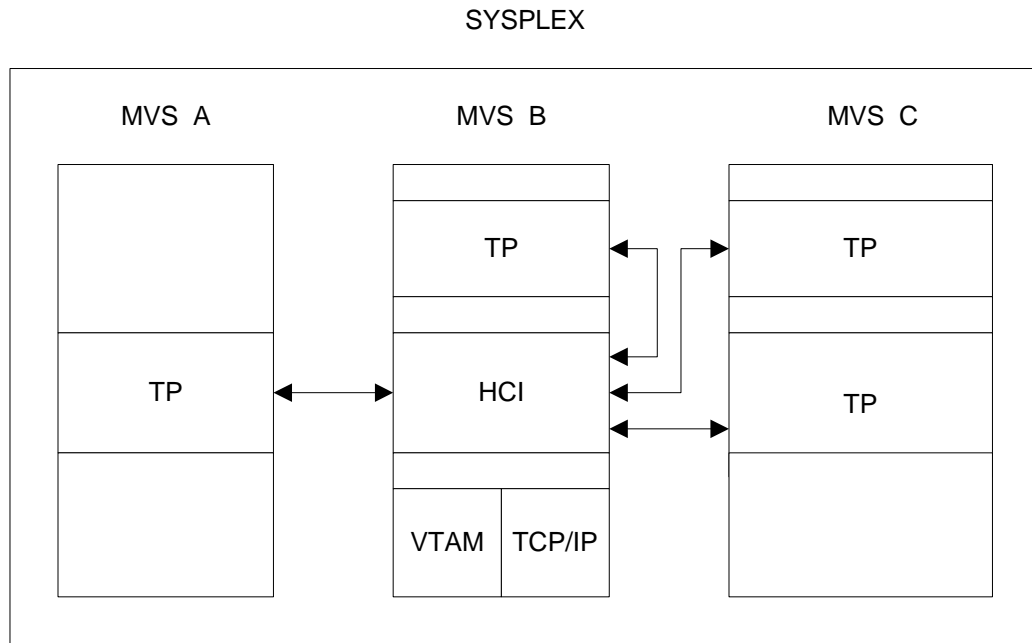 SYSPLEX
MVS A
MVS B
MVS C
TP
TP
TP
HCI
TP
VTAM
TCP/IP